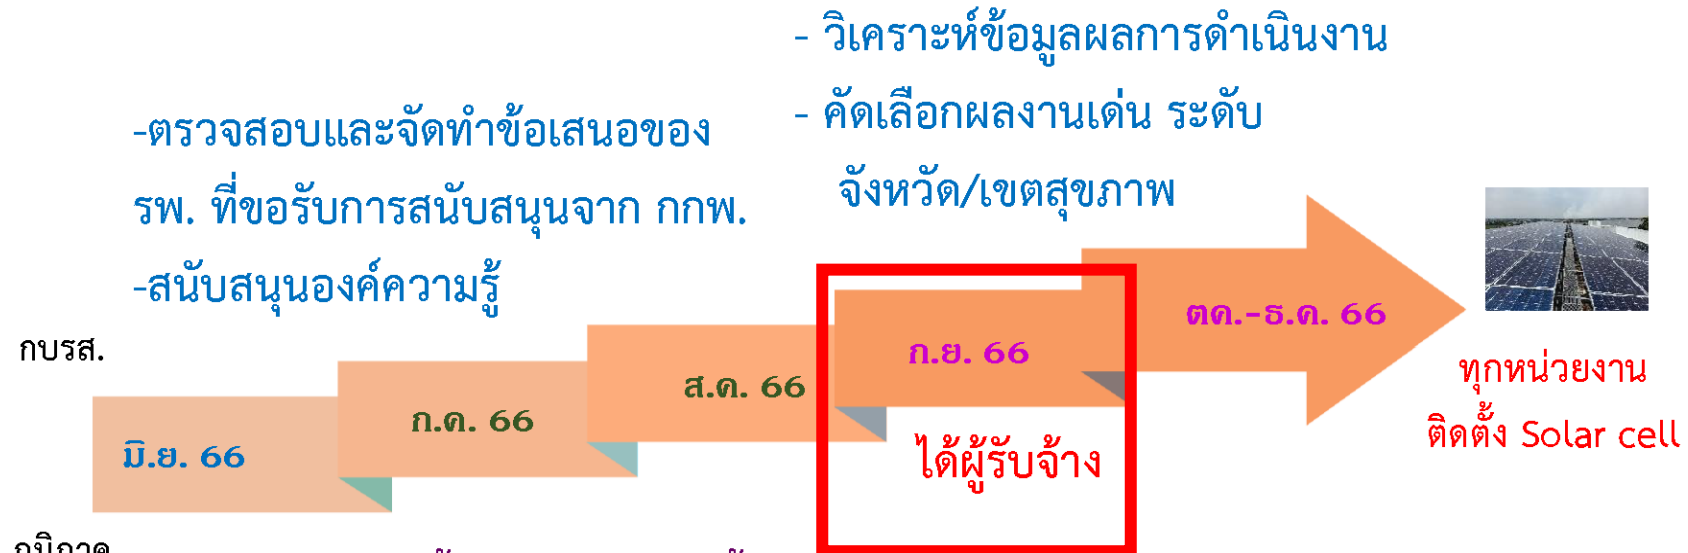 - วิเคราะห์ข้อมูลผลการดำเนินงาน
- คัดเลือกผลงานเด่น ระดับ
จังหวัด/เขตสุขภาพ
-ตรวจสอบและจัดทำข้อเสนอของ
รพ. ที่ขอรับการสนับสนุนจาก กกพ.
-สนับสนุนองค์ความรู้
กบรส.
มิ.ย. 66
ก.ค. 66
ส.ค. 66
ก.ย. 66
ตค.-ธ.ค. 66
ได้ผู้รับจ้าง
ทุกหน่วยงาน
ติดตั้ง Solar cell